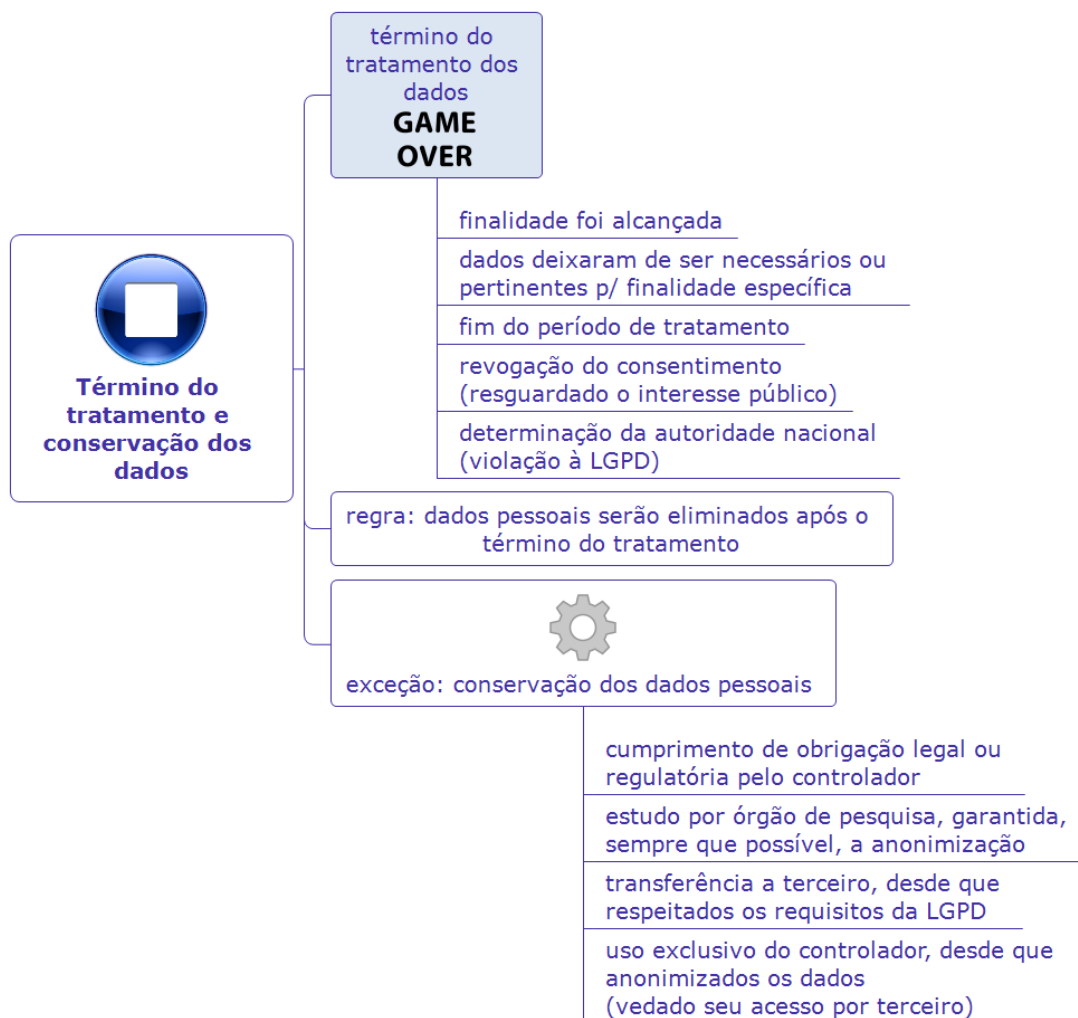 término do
tratamento dos
dados
GAME
OVER
finalidade foi alcançada
dados deixaram de ser necessários ou
pertinentes p/ finalidade específica
fim do período de tratamento
revogação do consentimento
(resguardado o interesse público)
determinação da autoridade nacional
(violação à LGPD)
Término do
tratamento e
conservação dos
dados
regra: dados pessoais serão eliminados após o
término do tratamento
exceção: conservação dos dados pessoais
cumprimento de obrigação legal ou
regulatória pelo controlador
estudo por órgão de pesquisa, garantida,
sempre que possível, a anonimização
transferência a terceiro, desde que
respeitados os requisitos da LGPD
uso exclusivo do controlador, desde que
anonimizados os dados
(vedado seu acesso por terceiro)